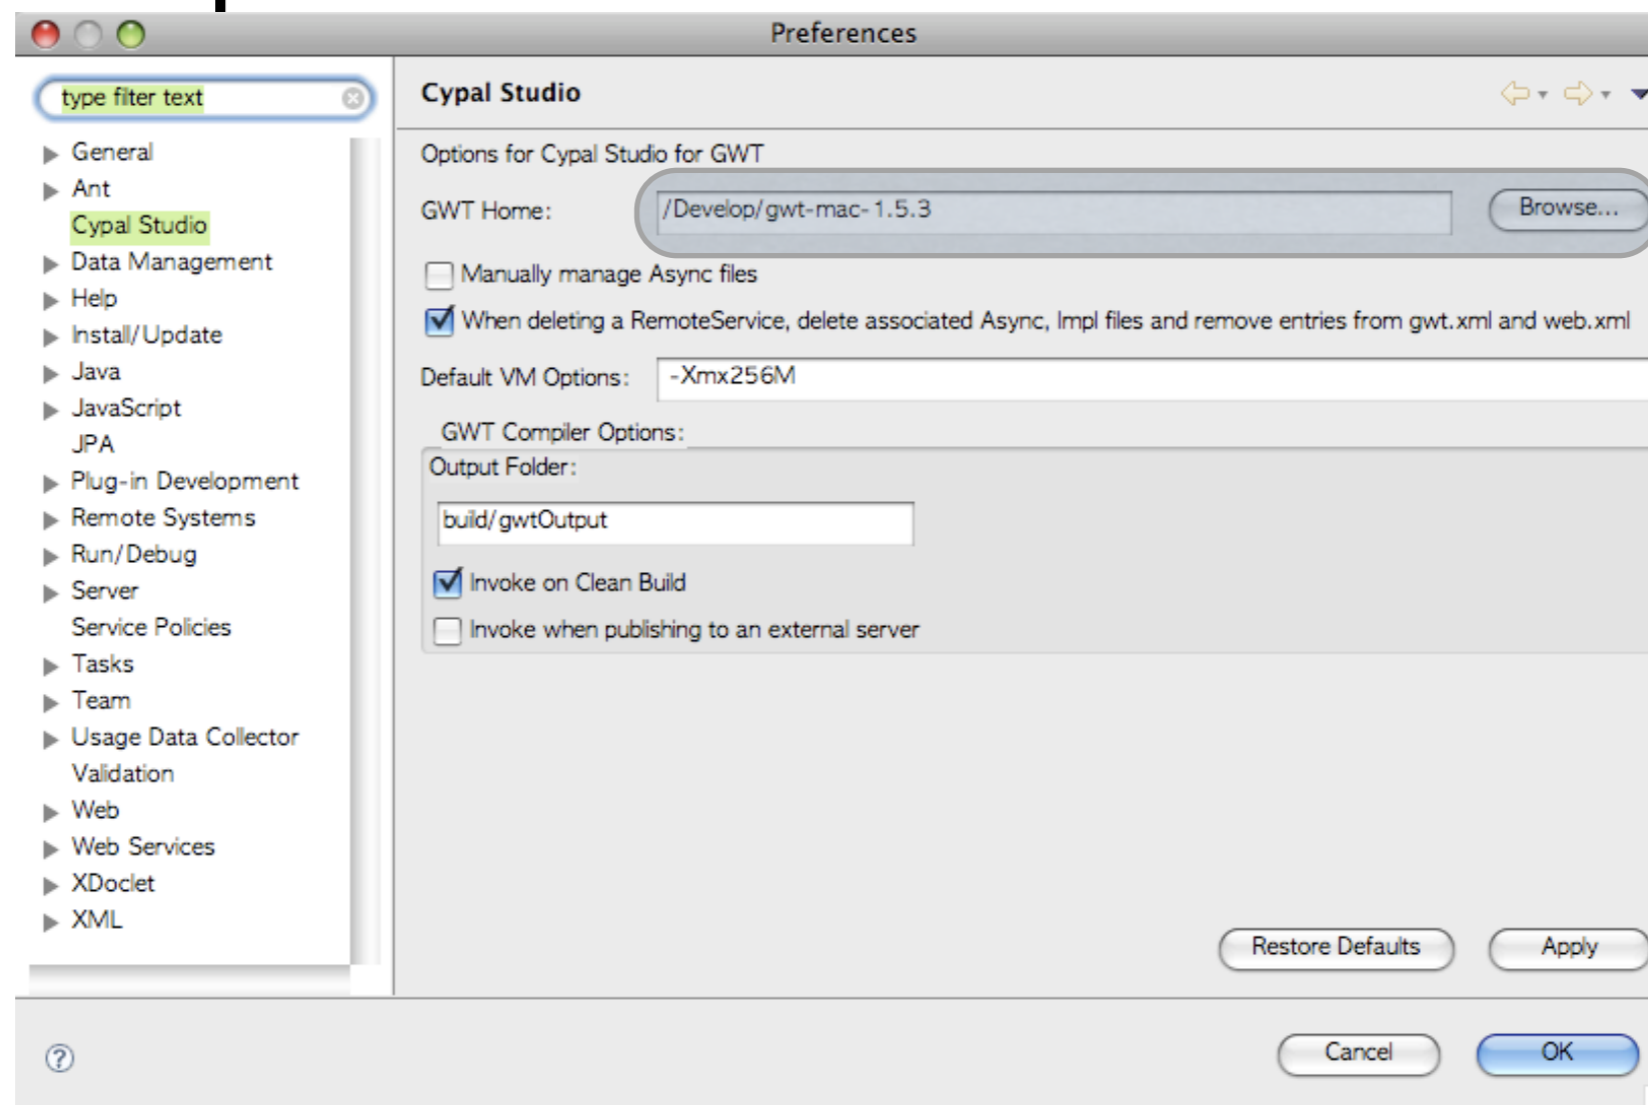 Preferences
type filter text
General
Ant
Cypal Studio
Data Management
Help
Install/Update
Java
JavaScript
JPA
Plug-in Development
Remote Systems
Run/Debug
Server
Service Policies
Tasks
Team
Usage Data Collector
Validation
Web
Web Services
XDoclet
XML
Cypal Studio
Options for Cypal Studio for GWT
GWT Home: /Develop/gwt-mac-1.5.3 Browse...
Manually manage Async files
When deleting a RemoteService, delete associated Async, Impl files and remove entries from gwt.xml and web.xml
Default VM Options: -Xmx256M
GWT Compiler Options:
Output Folder:
build/gwtOutput
Invoke on Clean Build
Invoke when publishing to an external server
Restore Defaults Apply
? Cancel OK